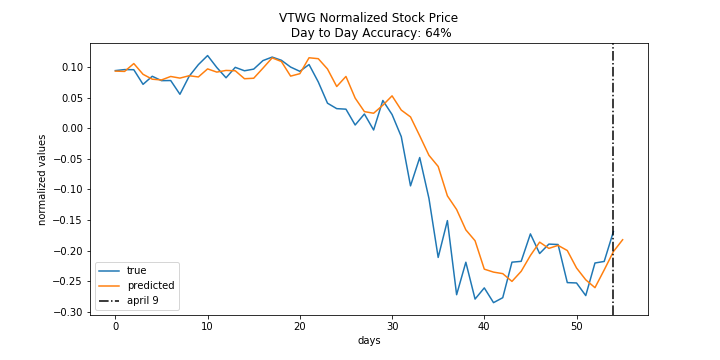 VTWG Normalized Stock Price
Day to Day Accuracy: 64%
normalized values
0.10
0.05
0.00
−0.05
−0.10
−0.15
−0.20
−0.25
−0.30
true
predicted
april 9
0 10 20 30 40 50
days